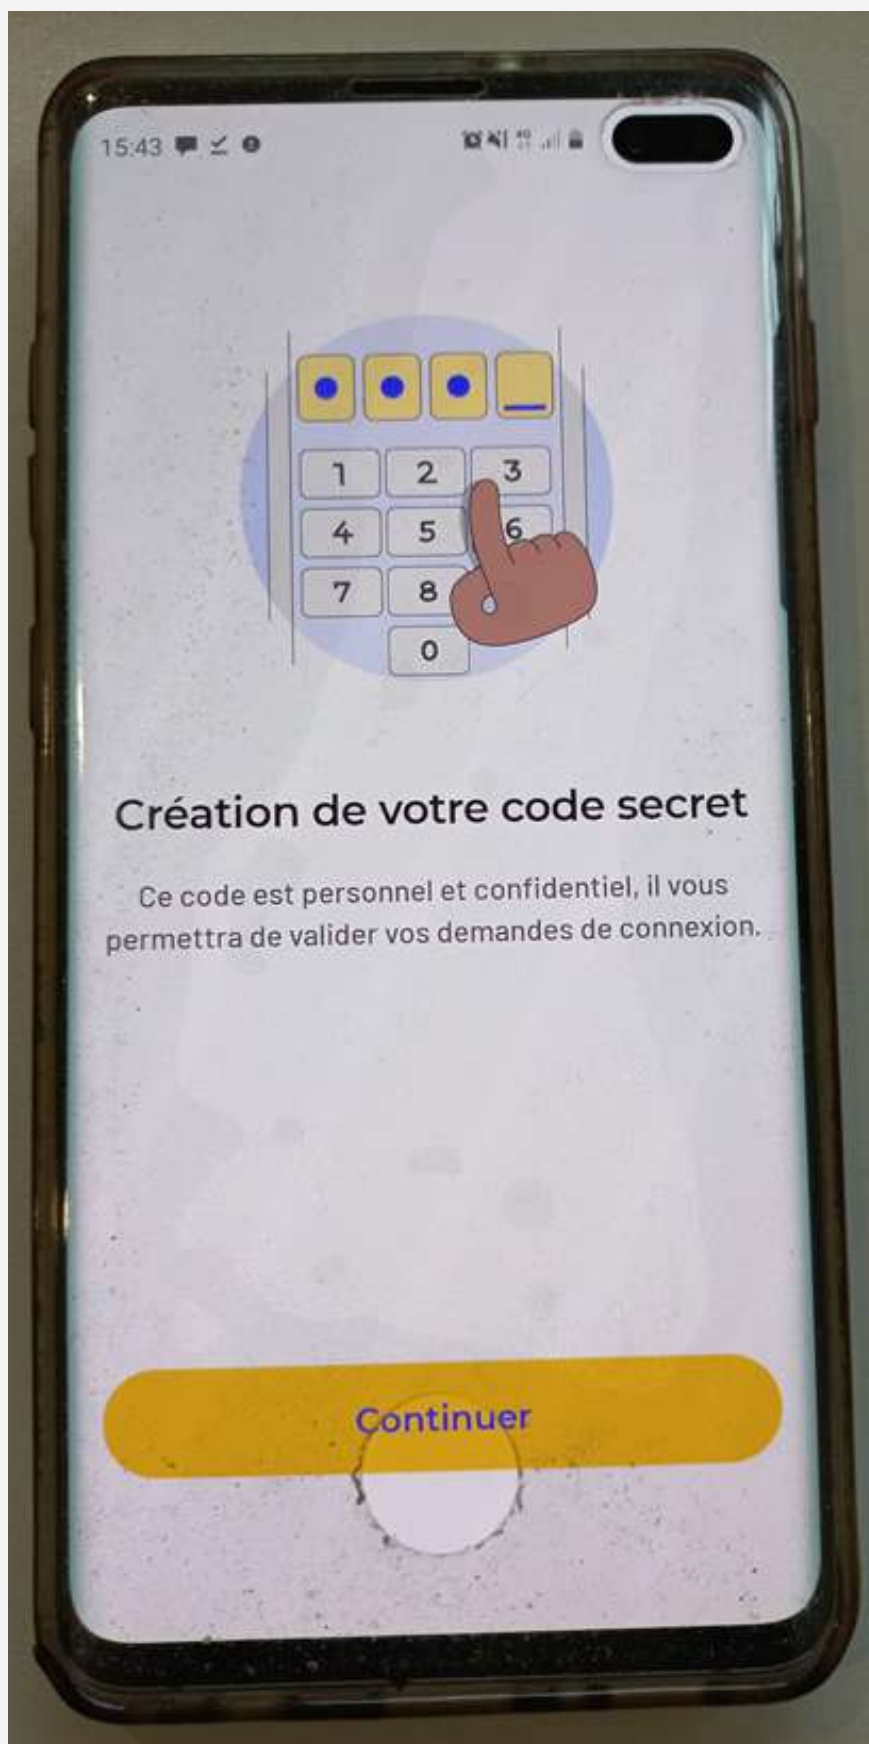 15:43
1 2 3
4 5 6
7 8
0
Création de votre code secret
Ce code est personnel et confidentiel, il vous
permettra de valider vos demandes de connexion.
Continuer